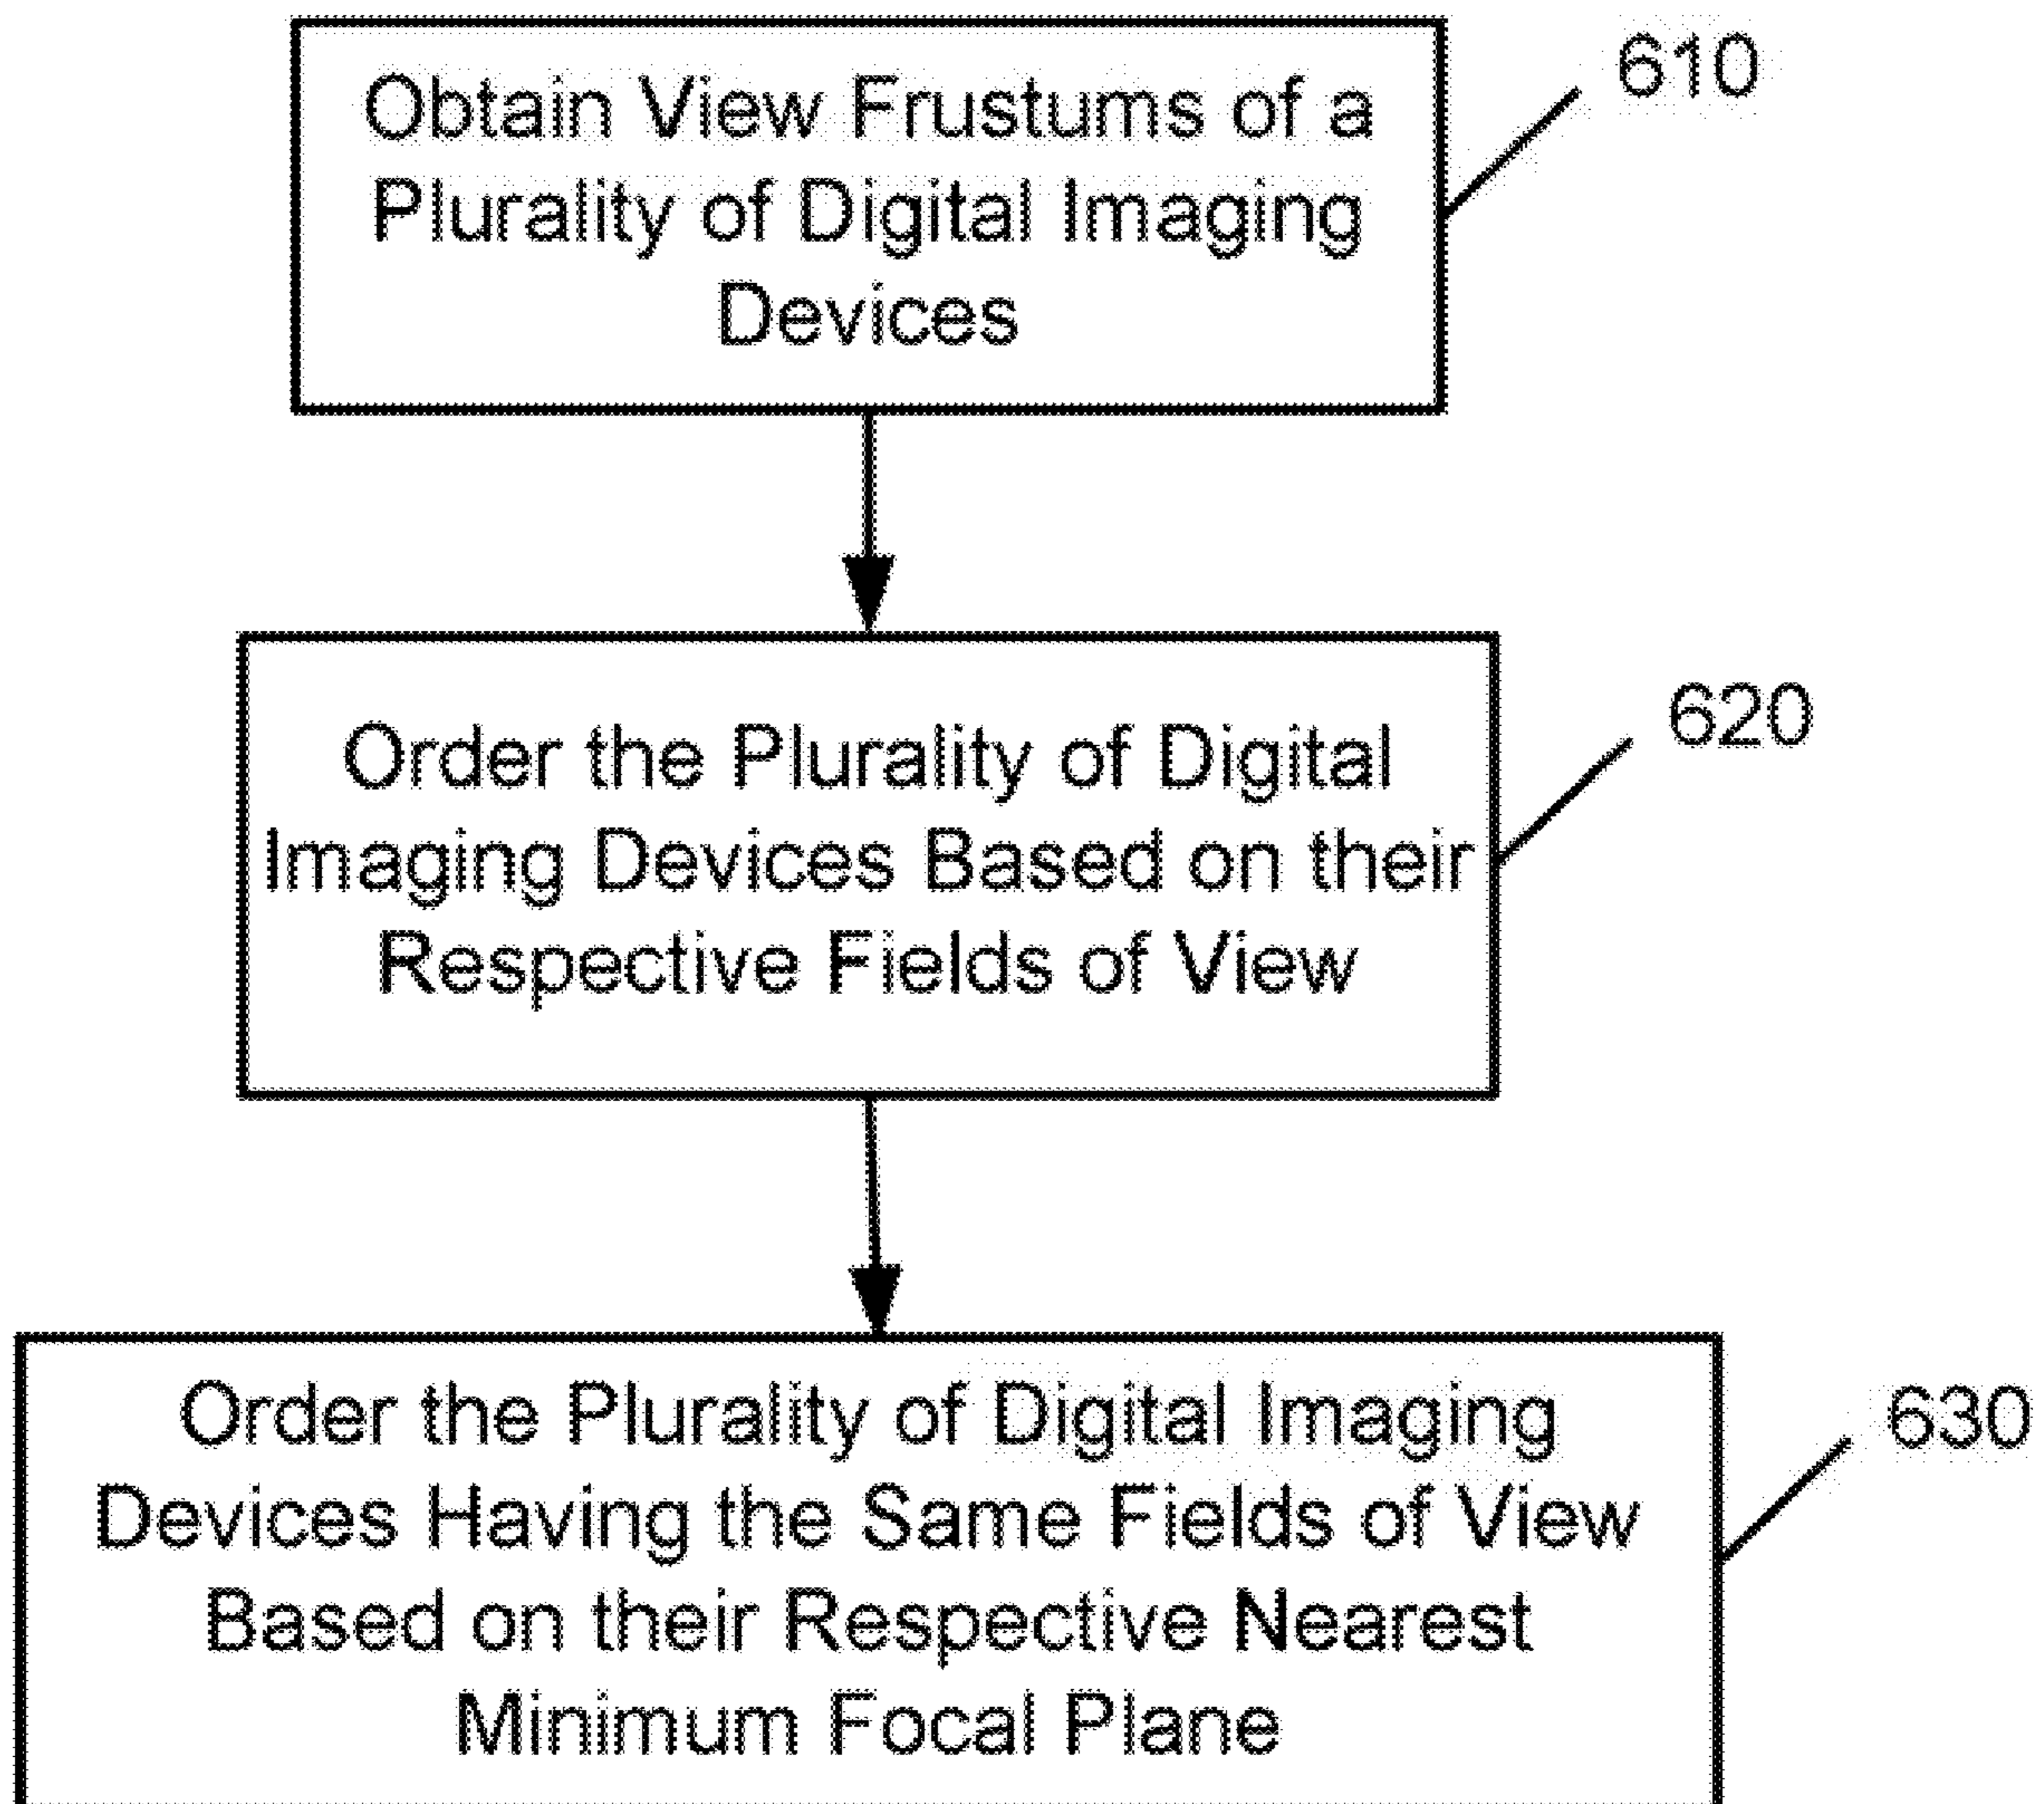 Obtain View Frustums of a
Plurality of Digital Imaging
Devices
610
Order the Plurality of Digital
Imaging Devices Based on their
Respective Fields of View
620
Order the Plurality of Digital Imaging
Devices Having the Same Fields of View
Based on their Respective Nearest
Minimum Focal Plane
630